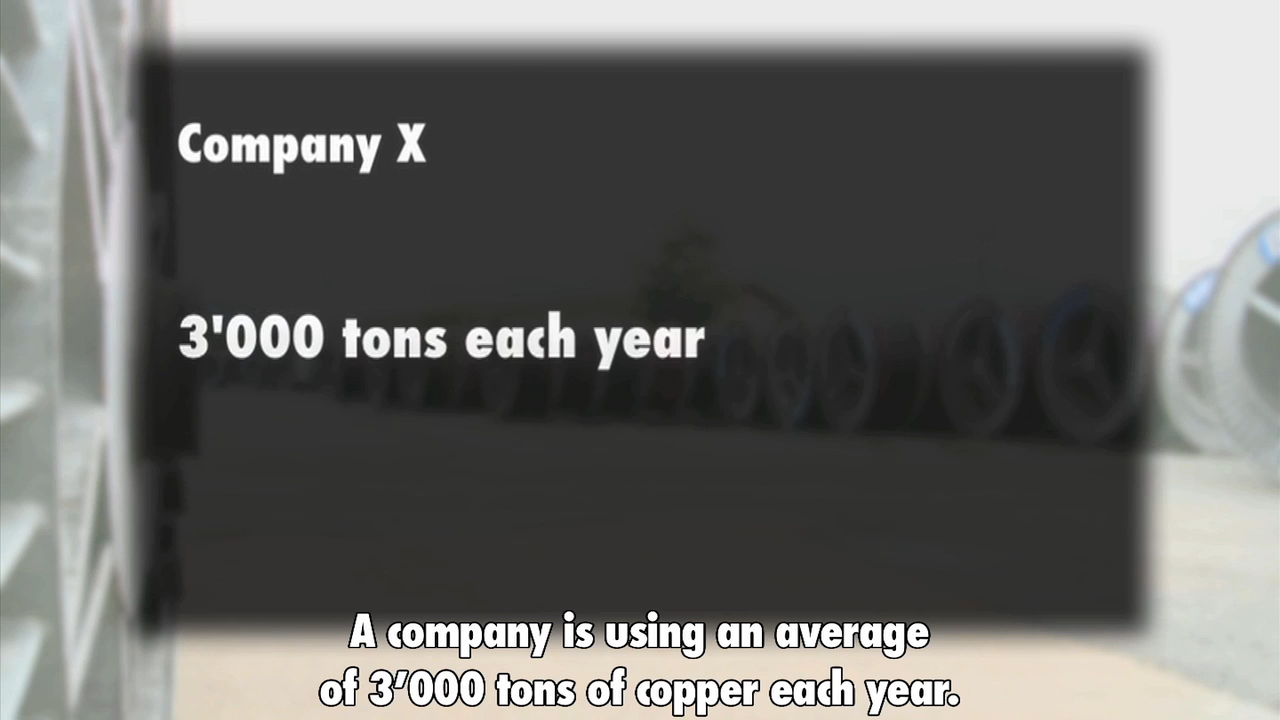 Company X
3'000 tons each year
A company is using an average
of 3’000 tons of copper each year.